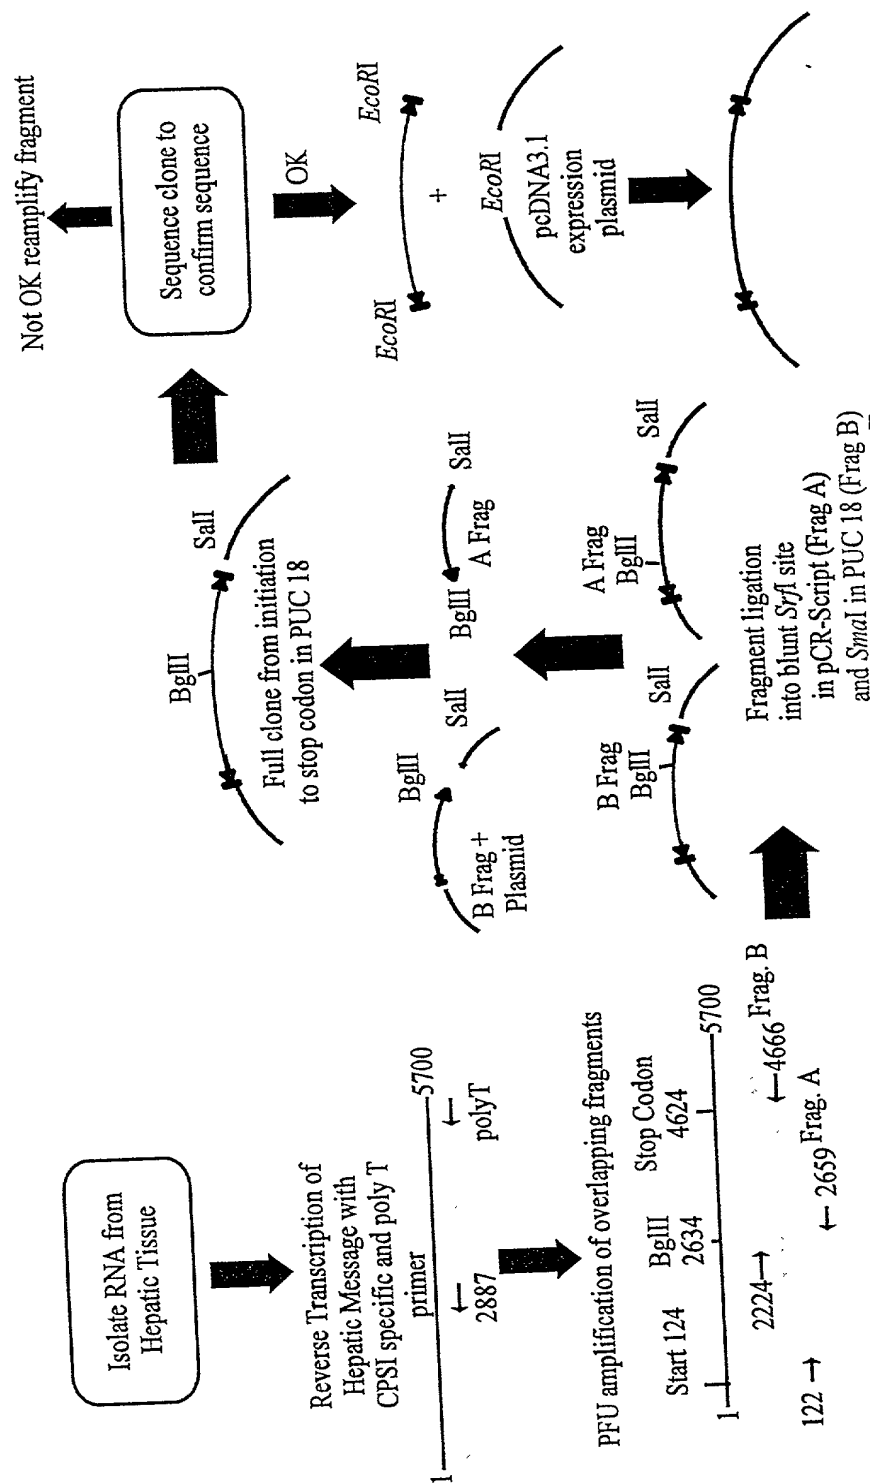 Isolate RNA from
Hepatic Tissue
Reverse Transcription of
Hepatic Message with
CPSI specific and poly T
primer
1
5700
2887
polyT
PFU amplification of overlapping fragments
Start 124
BglII
2634
Stop Codon
4624
1
5700
2224
4666 Frag. B
122
2659 Frag. A
B Frag
BglII
SalI
A Frag
BglII
SalI
Fragment ligation
into blunt SrfI site
in pCR-Script (Frag A)
and SmaI in PUC 18 (Frag B)
B Frag +
Plasmid
BglII
SalI
BglII
A Frag
SalI
BglII
SalI
Full clone from initiation
to stop codon in PUC 18
Not OK reamplify fragment
Sequence clone to
confirm sequence
OK
EcoRI
EcoRI
+
EcoRI
pcDNA3.1
expression
plasmid